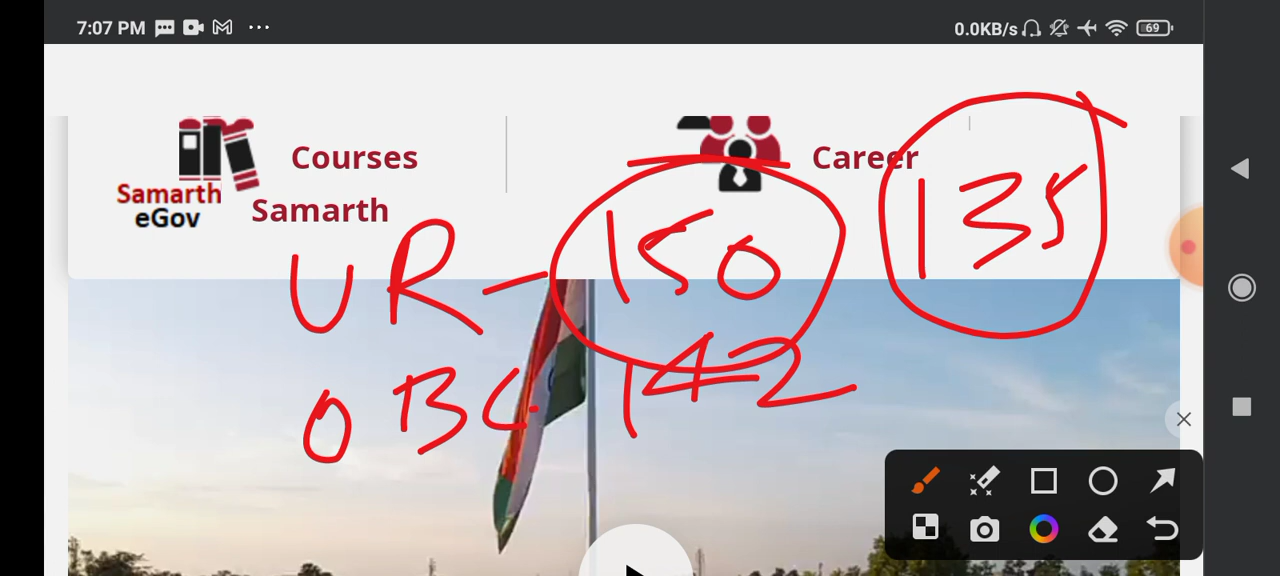 7:07 PM
0.0KB/s
69
Courses
Career
Samarth
eGov
Samarth
135
UR - 150
OBC 142